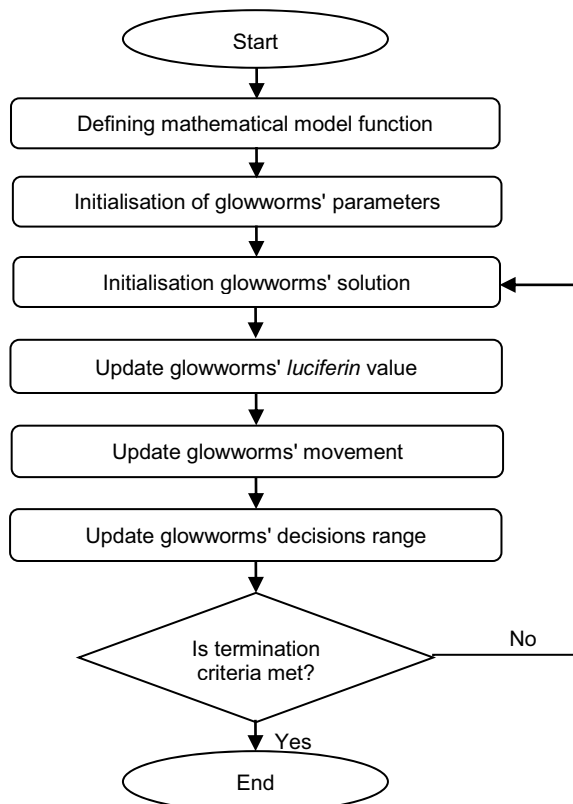 Start
Defining mathematical model function
Initialisation of glowworms' parameters
Initialisation glowworms' solution
Update glowworms' luciferin value
Update glowworms' movement
Update glowworms' decisions range
Is termination
criteria met?
No
Yes
End